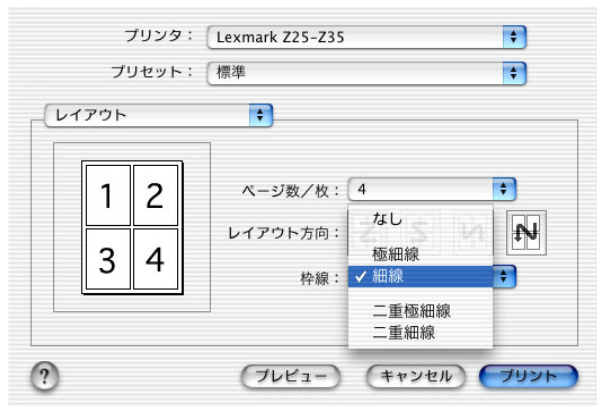 プリンタ： Lexmark Z25-Z35
プリセット： 標準
レイアウト
1 2
3 4
ページ数／枚： 4
レイアウト方向：
枠線：
なし
極細線
✓ 細線
二重極細線
二重細線
? プレビュー キャンセル プリント